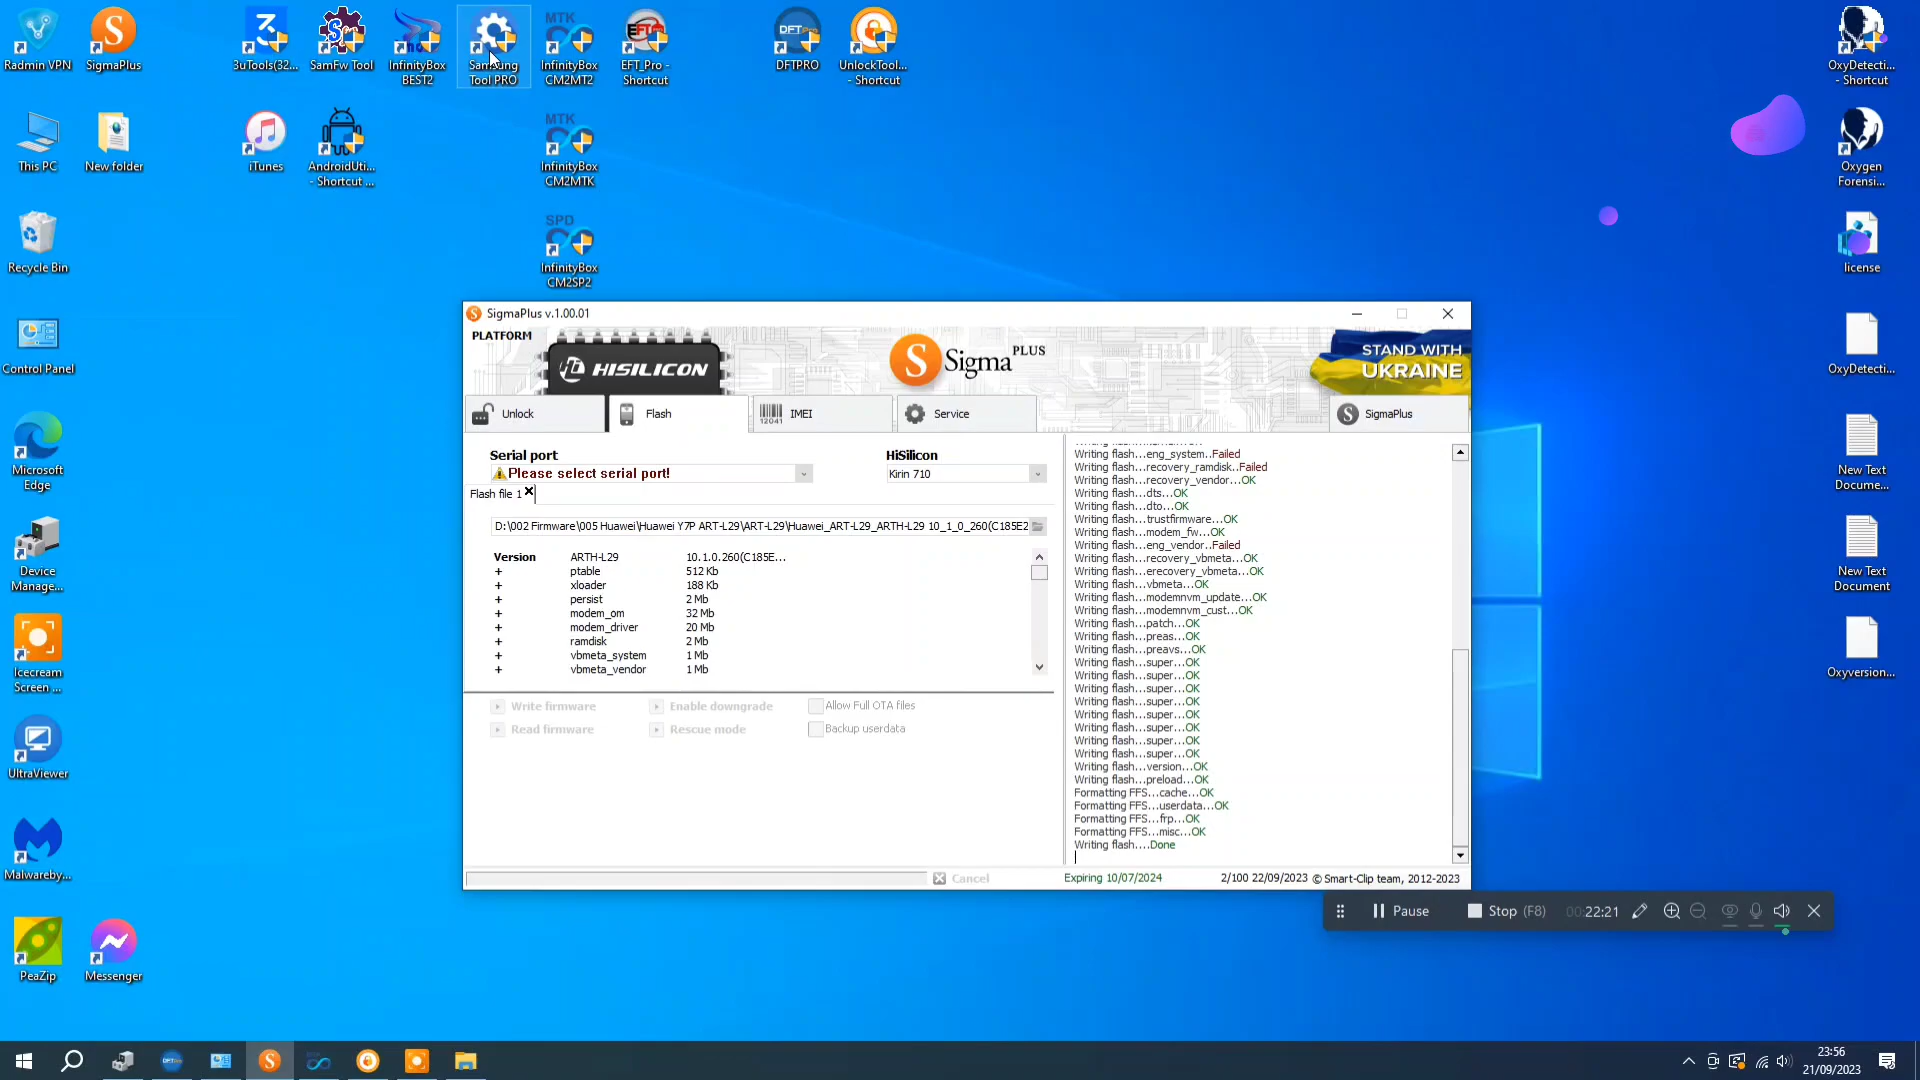 Radmin VPN
SigmaPlus
3uTools(32...
SamFw Tool
InfinityBox
BEST2
Samsung
Tool PRO
MTK
InfinityBox
CM2MT2
EFT_Pro -
Shortcut
DFTPRO
UnlockTool...
- Shortcut
OxyDetecti...
- Shortcut
This PC
New folder
iTunes
AndroidUti...
- Shortcut ...
MTK
InfinityBox
CM2MTK
Oxygen
Forensi...
Recycle Bin
SPD
InfinityBox
CM2SP2
license
Control Panel
OxyDetecti...
Microsoft
Edge
New Text
Docume...
Device
Manage...
New Text
Document
Icecream
Screen ...
Oxyversion...
UltraViewer
Malwareby...
PeaZip
Messenger
SigmaPlus v.1.00.01
PLATFORM
HISILICON
Sigma PLUS
STAND WITH
UKRAINE
Unlock
Flash
12041
IMEI
Service
SigmaPlus
Serial port
HiSilicon
Please select serial port!
Kirin 710
Flash file 1
D:\002 Firmware\005 Huawei\Huawei Y7P ART-L29\ART-L29\Huawei_ART-L29_ARTH-L29 10_1_0_260(C185E2
Version ARTH-L29 10.1.0.260(C185E...
+ ptable 512 Kb
+ xloader 188 Kb
+ persist 2 Mb
+ modem_om 32 Mb
+ modem_driver 20 Mb
+ ramdisk 2 Mb
+ vbmeta_system 1 Mb
+ vbmeta_vendor 1 Mb
Write firmware
Enable downgrade
Allow Full OTA files
Read firmware
Rescue mode
Backup userdata
Writing flash...eng_system..Failed
Writing flash...recovery_ramdisk..Failed
Writing flash...recovery_vendor...OK
Writing flash...dts...OK
Writing flash...dto...OK
Writing flash...trustfirmware...OK
Writing flash...modem_fw...OK
Writing flash...eng_vendor..Failed
Writing flash...recovery_vbmeta...OK
Writing flash...erecovery_vbmeta...OK
Writing flash...vbmeta...OK
Writing flash...modemnvm_update...OK
Writing flash...modemnvm_cust...OK
Writing flash...patch...OK
Writing flash...preas...OK
Writing flash...preavs...OK
Writing flash...super...OK
Writing flash...super...OK
Writing flash...super...OK
Writing flash...super...OK
Writing flash...super...OK
Writing flash...super...OK
Writing flash...super...OK
Writing flash...super...OK
Writing flash...version...OK
Writing flash...preload...OK
Formatting FFS...cache...OK
Formatting FFS...userdata...OK
Formatting FFS...frp...OK
Formatting FFS...misc...OK
Writing flash....Done
Cancel
Expiring 10/07/2024
2/100 22/09/2023 © Smart-Clip team, 2012-2023
Pause
Stop (F8)
00:22:21
23:56
21/09/2023